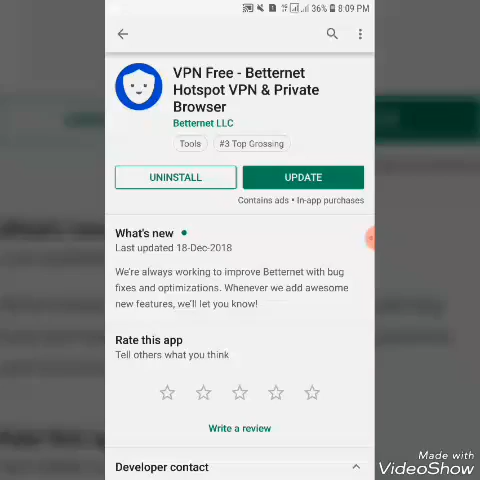 36% 8:09 PM
VPN Free - Betternet
Hotspot VPN & Private
Browser
Betternet LLC
Tools #3 Top Grossing
UNINSTALL UPDATE
Contains ads • In-app purchases
What's new •
Last updated 18-Dec-2018
We're always working to improve Betternet with bug
fixes and optimizations. Whenever we add awesome
new features, we'll let you know!
Rate this app
Tell others what you think
Write a review
Developer contact
Made with
VideoShow